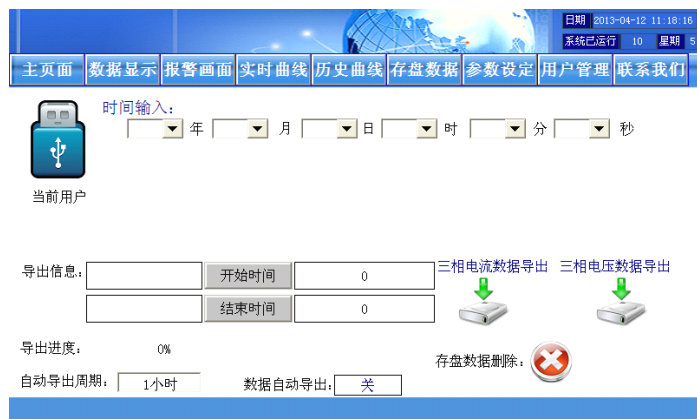 日期 2013-04-12 11:18:16
系统已运行 10 星期 5
主页面 数据显示 报警画面 实时曲线 历史曲线 存盘数据 参数设定 用户管理 联系我们
时间输入：
年 月 日 时 分 秒
当前用户
导出信息： 开始时间 0 三相电流数据导出 三相电压数据导出
结束时间 0
导出进度： 0%
存盘数据删除：
自动导出周期： 1小时 数据自动导出： 关